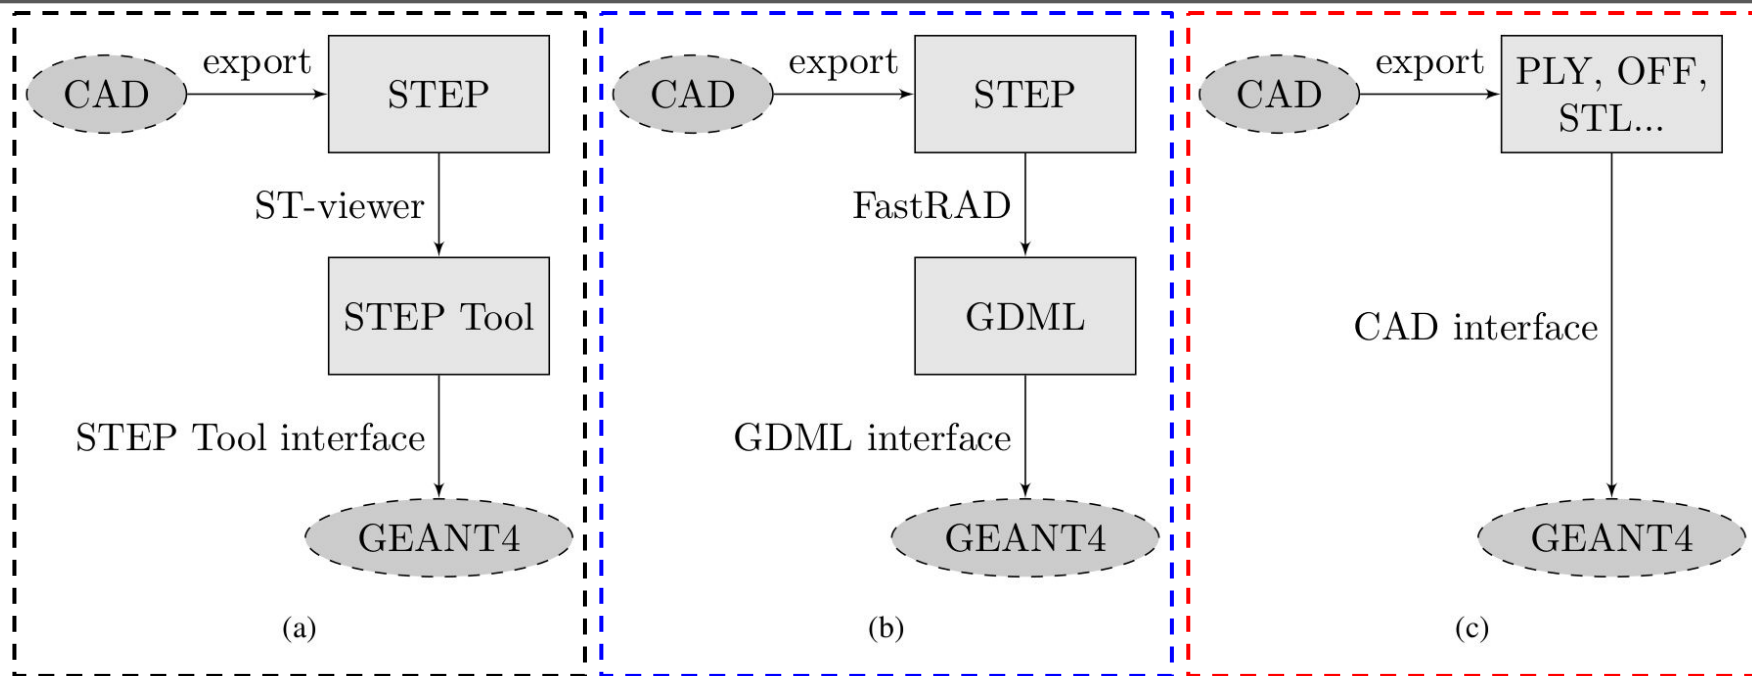 CAD
export
STEP
ST-viewer
STEP Tool
STEP Tool interface
GEANT4
(a)
CAD
export
STEP
FastRAD
GDML
GDML interface
GEANT4
(b)
CAD
export
PLY, OFF,
STL...
CAD interface
GEANT4
(c)